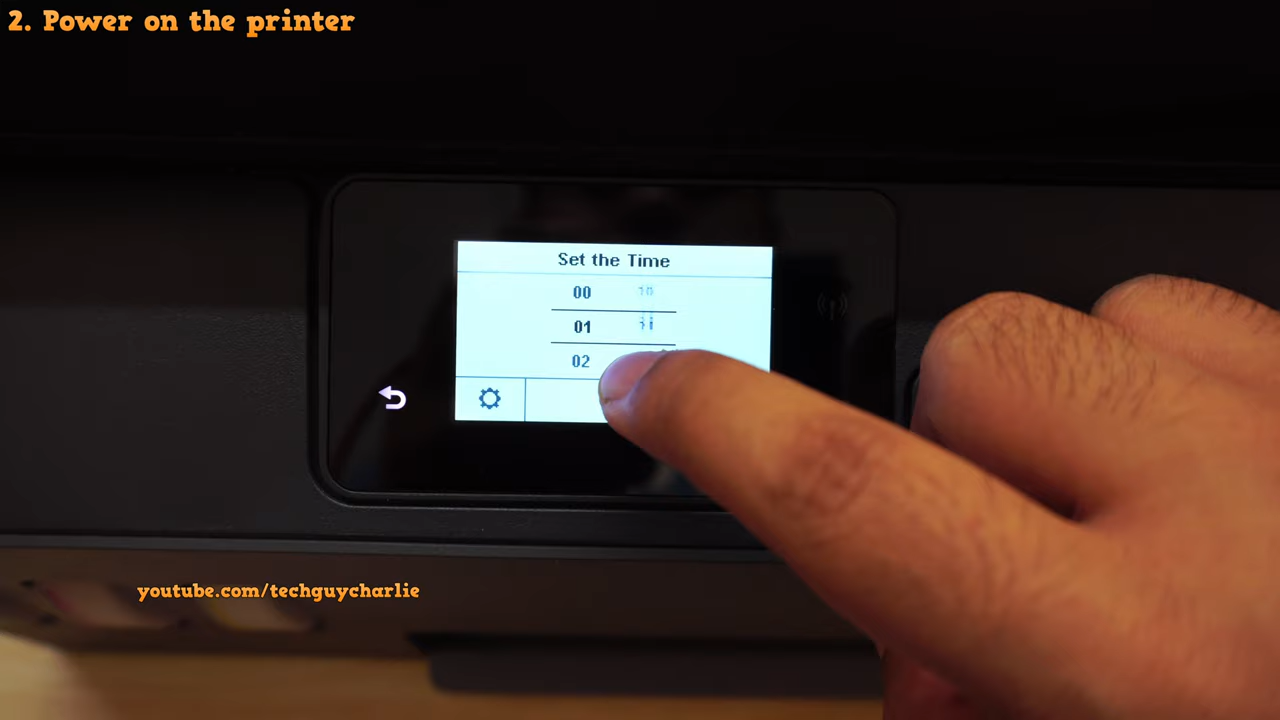 2. Power on the printer
Set the Time
00
01
02
youtube.com/techguycharlie